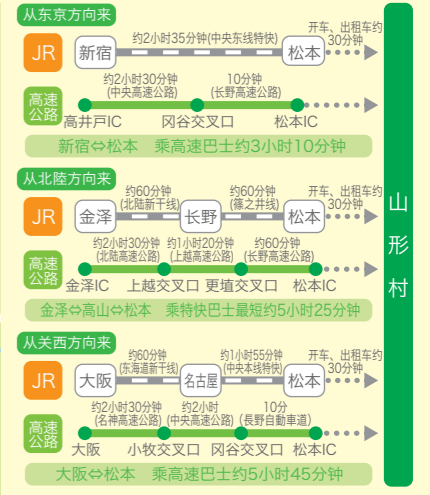 从东京方向来
JR
新宿
约2小时35分钟(中央东线特快)
松本
开车、出租车约
30分钟
高速
公路
约2小时30分钟
(中央高速公路)
10分钟
(长野高速公路)
高井戸IC
冈谷交叉口
松本IC
新宿⇔松本 乘高速巴士约3小时10分钟
从北陸方向来
JR
金泽
约60分钟
(北陆新干线)
长野
约60分钟
(篠之井线)
松本
开车、出租车约
30分钟
高速
公路
约2小时30分钟
(北陆高速公路)
约1小时20分钟
(上越高速公路)
约60分钟
(长野高速公路)
金泽IC
上越交叉口
更埴交叉口
松本IC
金泽⇔高山⇔松本 乘特快巴士最短约5小时25分钟
从关西方向来
JR
大阪
约60分钟
(东海道新干线)
名古屋
约1小时55分钟
(中央本线特快)
松本
开车、出租车约
30分钟
高速
公路
约2小时30分钟
(名神高速公路)
约2小时
(中央高速公路)
10分
(長野自動車道)
大阪
小牧交叉口
冈谷交叉口
松本IC
大阪⇔松本 乘高速巴士约5小时45分钟
山形村